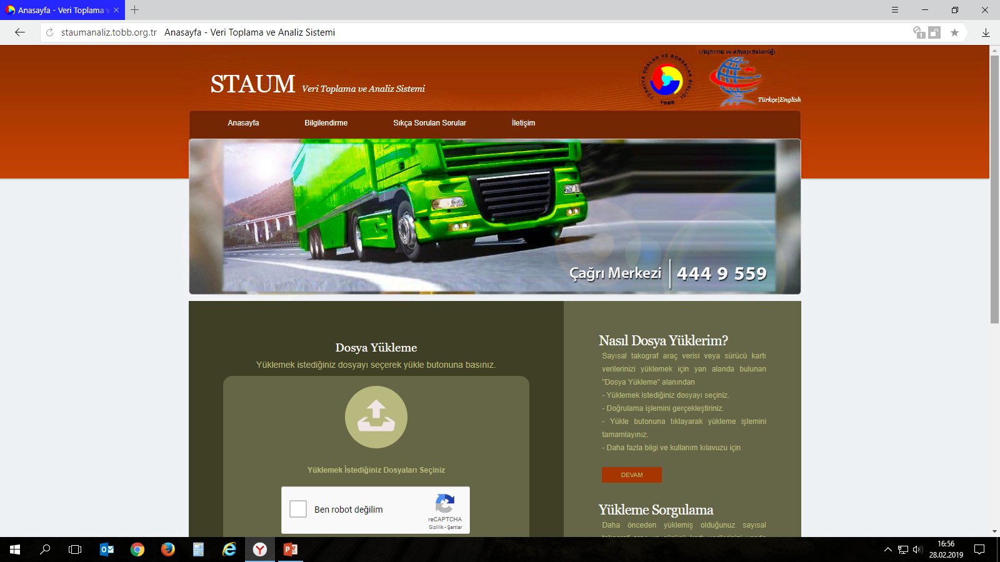 Anasayfa - Veri Toplama v
staumanaliz.tobb.org.tr Anasayfa - Veri Toplama ve Analiz Sistemi
1
Ulaştırma ve Altyapı Bakanlığı
TÜRKİYE ODALAR VE BORSALAR BİRLİĞİ
TOBB
STAUM Veri Toplama ve Analiz Sistemi
Türkçe|English
Anasayfa Bilgilendirme Sıkça Sorulan Sorular İletişim
Çağrı Merkezi 444 9 559
Dosya Yükleme
Yüklemek istediğiniz dosyayı seçerek yükle butonuna basınız.
Yüklemek İstediğiniz Dosyaları Seçiniz
Ben robot değilim
reCAPTCHA
Gizlilik - Şartlar
Nasıl Dosya Yüklerim?
Sayısal takograf araç verisi veya sürücü kartı
verilerinizi yüklemek için yan alanda bulunan
"Dosya Yükleme" alanından
- Yüklemek istediğiniz dosyayı seçiniz.
- Doğrulama işlemini gerçekleştiriniz.
- Yükle butonuna tıklayarak yükleme işlemini
tamamlayınız.
- Daha fazla bilgi ve kullanım kılavuzu için
DEVAM
Yükleme Sorgulama
Daha önceden yüklemiş olduğunuz sayısal
16:56
28.02.2019